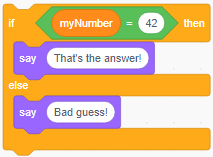 if myNumber = 42 then
say That's the answer!
else
say Bad guess!